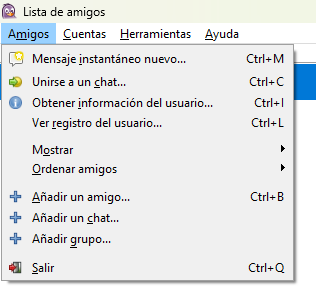 Lista de amigos
Amigos Cuentas Herramientas Ayuda
Mensaje instantáneo nuevo... Ctrl+M
Unirse a un chat... Ctrl+C
Obtener información del usuario... Ctrl+I
Ver registro del usuario... Ctrl+L
Mostrar
Ordenar amigos
Añadir un amigo... Ctrl+B
Añadir un chat...
Añadir grupo...
Salir Ctrl+Q